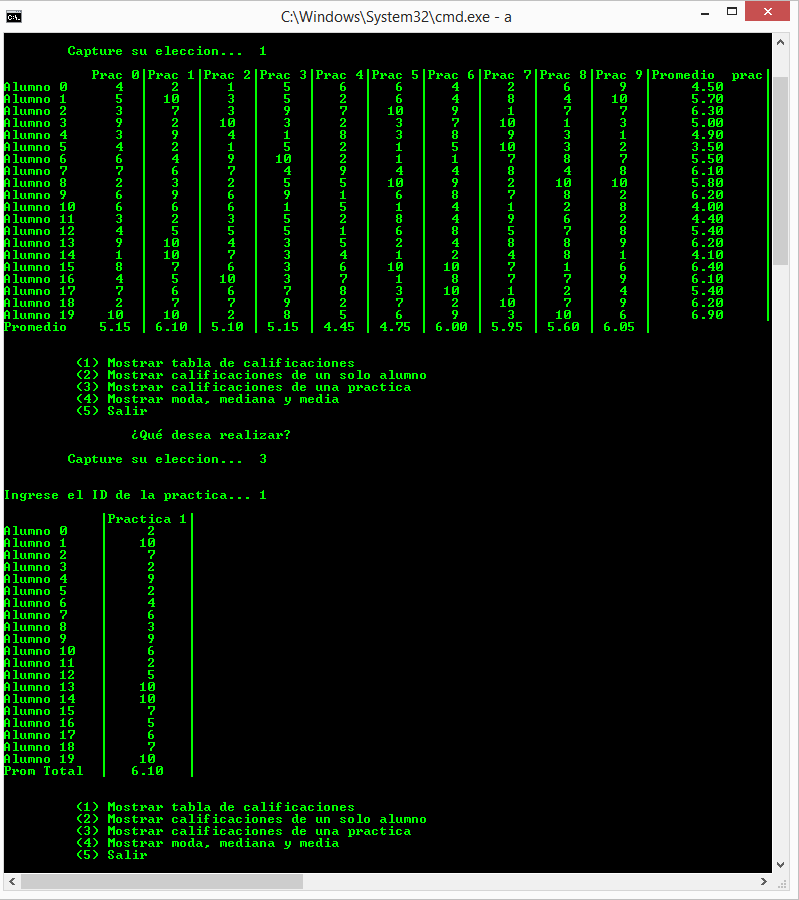 C:\Windows\System32\cmd.exe - a
Capture su eleccion... 1
Prac 0|Prac 1|Prac 2|Prac 3|Prac 4|Prac 5|Prac 6|Prac 7|Prac 8|Prac 9|Promedio prac|
Alumno 0 4 | 2 | 1 | 5 | 6 | 6 | 4 | 2 | 6 | 9 | 4.50 |
Alumno 1 5 | 10 | 3 | 5 | 2 | 6 | 4 | 8 | 4 | 10 | 5.70 |
Alumno 2 3 | 7 | 3 | 9 | 7 | 10 | 9 | 1 | 7 | 7 | 6.30 |
Alumno 3 9 | 2 | 10 | 3 | 2 | 3 | 7 | 10 | 1 | 3 | 5.00 |
Alumno 4 3 | 9 | 4 | 1 | 8 | 3 | 8 | 9 | 3 | 1 | 4.90 |
Alumno 5 4 | 2 | 1 | 5 | 2 | 1 | 5 | 10 | 3 | 2 | 3.50 |
Alumno 6 6 | 4 | 9 | 10 | 2 | 1 | 1 | 7 | 8 | 7 | 5.50 |
Alumno 7 7 | 6 | 7 | 4 | 9 | 4 | 4 | 8 | 4 | 8 | 6.10 |
Alumno 8 2 | 3 | 2 | 5 | 5 | 10 | 9 | 2 | 10 | 10 | 5.80 |
Alumno 9 6 | 9 | 6 | 9 | 1 | 6 | 8 | 7 | 8 | 2 | 6.20 |
Alumno 10 6 | 6 | 6 | 1 | 5 | 1 | 4 | 1 | 2 | 8 | 4.00 |
Alumno 11 3 | 2 | 3 | 5 | 2 | 8 | 4 | 9 | 6 | 2 | 4.40 |
Alumno 12 4 | 5 | 5 | 5 | 1 | 6 | 8 | 5 | 7 | 8 | 5.40 |
Alumno 13 9 | 10 | 4 | 3 | 5 | 2 | 4 | 8 | 8 | 9 | 6.20 |
Alumno 14 1 | 10 | 7 | 3 | 4 | 1 | 2 | 4 | 8 | 1 | 4.10 |
Alumno 15 8 | 7 | 6 | 3 | 6 | 10 | 10 | 7 | 1 | 6 | 6.40 |
Alumno 16 4 | 5 | 10 | 3 | 7 | 1 | 8 | 7 | 7 | 9 | 6.10 |
Alumno 17 7 | 6 | 6 | 7 | 8 | 3 | 10 | 1 | 2 | 4 | 5.40 |
Alumno 18 2 | 7 | 7 | 9 | 2 | 7 | 2 | 10 | 7 | 9 | 6.20 |
Alumno 19 10 | 10 | 2 | 8 | 5 | 6 | 9 | 3 | 10 | 6 | 6.90 |
Promedio 5.15 | 6.10 | 5.10 | 5.15 | 4.45 | 4.75 | 6.00 | 5.95 | 5.60 | 6.05 |
(1) Mostrar tabla de calificaciones
(2) Mostrar calificaciones de un solo alumno
(3) Mostrar calificaciones de una practica
(4) Mostrar moda, mediana y media
(5) Salir
¿Qué desea realizar?
Capture su eleccion... 3
Ingrese el ID de la practica... 1
|Practica 1|
Alumno 0 | 2 |
Alumno 1 | 10 |
Alumno 2 | 7 |
Alumno 3 | 2 |
Alumno 4 | 9 |
Alumno 5 | 2 |
Alumno 6 | 4 |
Alumno 7 | 6 |
Alumno 8 | 3 |
Alumno 9 | 9 |
Alumno 10 | 6 |
Alumno 11 | 2 |
Alumno 12 | 5 |
Alumno 13 | 10 |
Alumno 14 | 10 |
Alumno 15 | 7 |
Alumno 16 | 5 |
Alumno 17 | 6 |
Alumno 18 | 7 |
Alumno 19 | 10 |
Prom Total | 6.10 |
(1) Mostrar tabla de calificaciones
(2) Mostrar calificaciones de un solo alumno
(3) Mostrar calificaciones de una practica
(4) Mostrar moda, mediana y media
(5) Salir